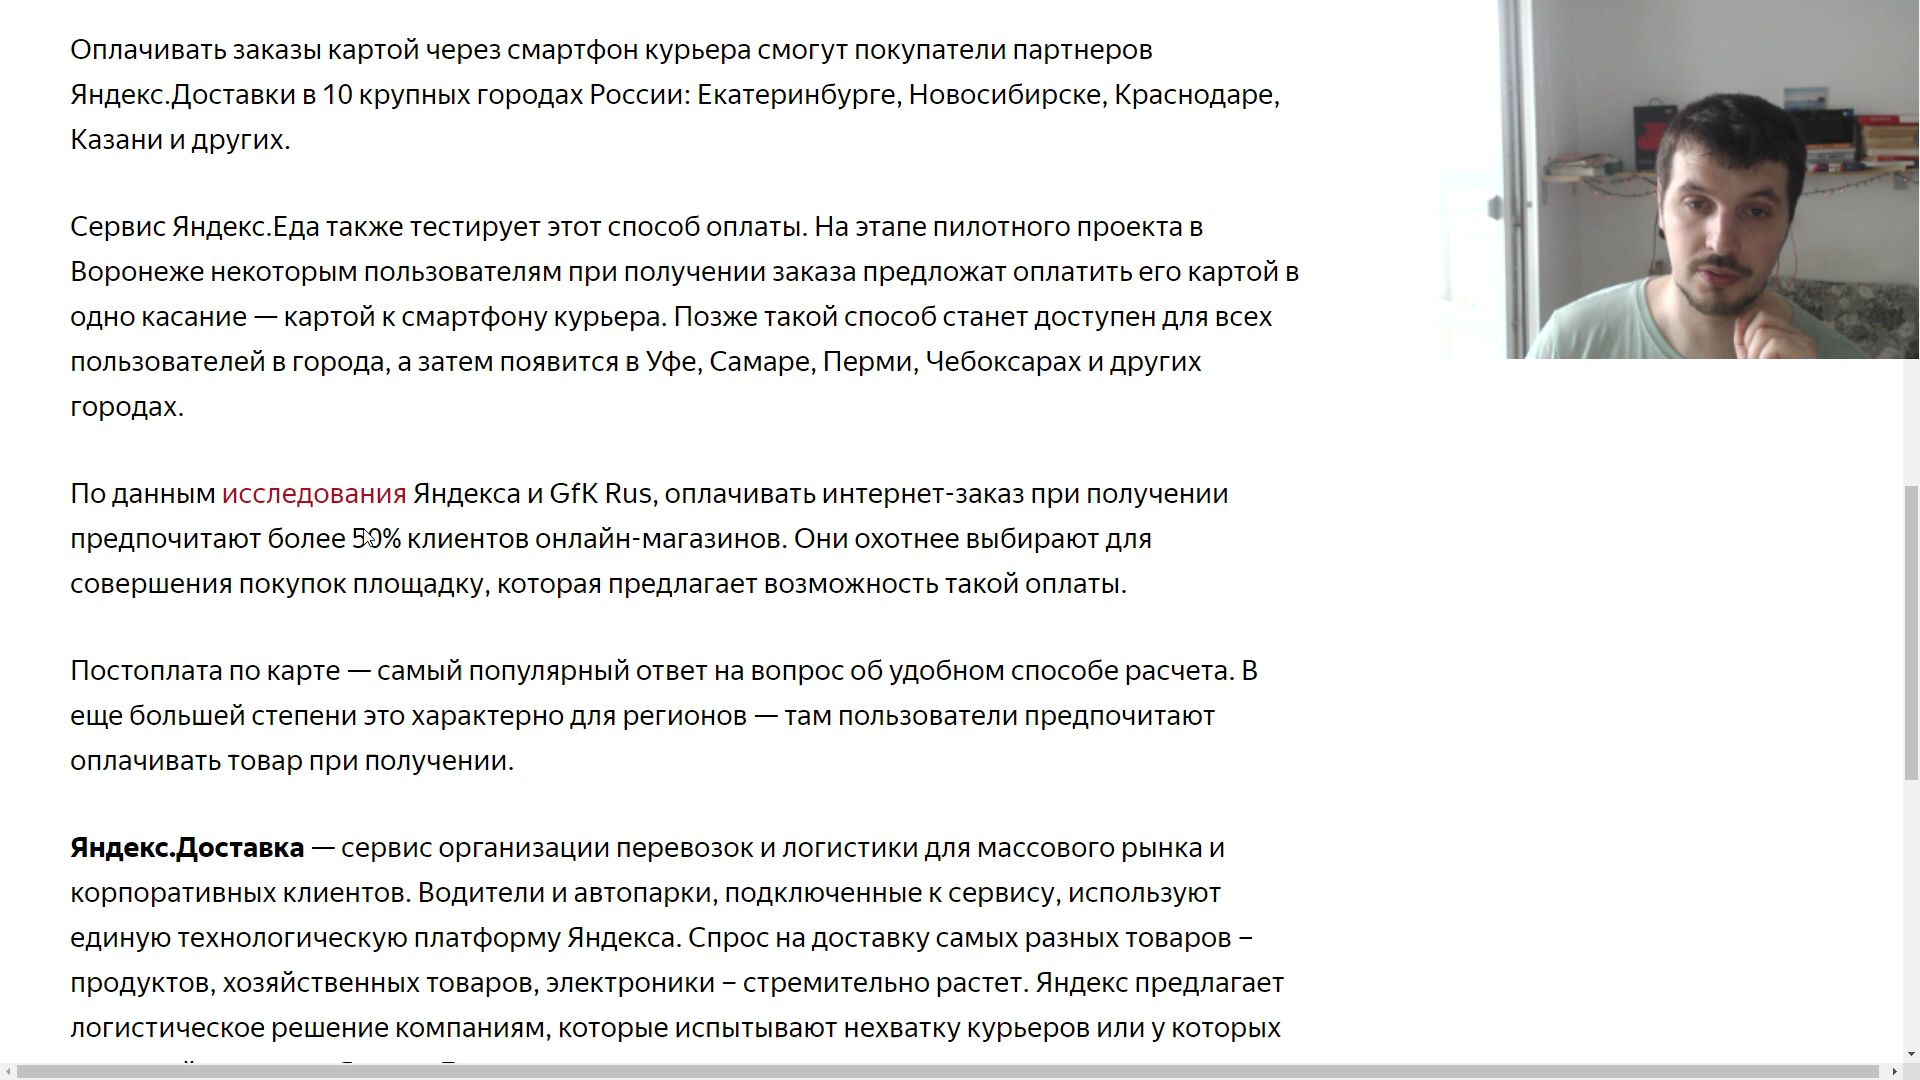 Оплачивать заказы картой через смартфон курьера смогут покупатели партнеров
Яндекс.Доставки в 10 крупных городах России: Екатеринбурге, Новосибирске, Краснодаре,
Казани и других.
Сервис Яндекс.Еда также тестирует этот способ оплаты. На этапе пилотного проекта в
Воронеже некоторым пользователям при получении заказа предложат оплатить его картой в
одно касание — картой к смартфону курьера. Позже такой способ станет доступен для всех
пользователей в города, а затем появится в Уфе, Самаре, Перми, Чебоксарах и других
городах.
По данным исследования Яндекса и GfK Rus, оплачивать интернет-заказ при получении
предпочитают более 50% клиентов онлайн-магазинов. Они охотнее выбирают для
совершения покупок площадку, которая предлагает возможность такой оплаты.
Постоплата по карте — самый популярный ответ на вопрос об удобном способе расчета. В
еще большей степени это характерно для регионов — там пользователи предпочитают
оплачивать товар при получении.
Яндекс.Доставка — сервис организации перевозок и логистики для массового рынка и
корпоративных клиентов. Водители и автопарки, подключенные к сервису, используют
единую технологическую платформу Яндекса. Спрос на доставку самых разных товаров –
продуктов, хозяйственных товаров, электроники – стремительно растет. Яндекс предлагает
логистическое решение компаниям, которые испытывают нехватку курьеров или у которых